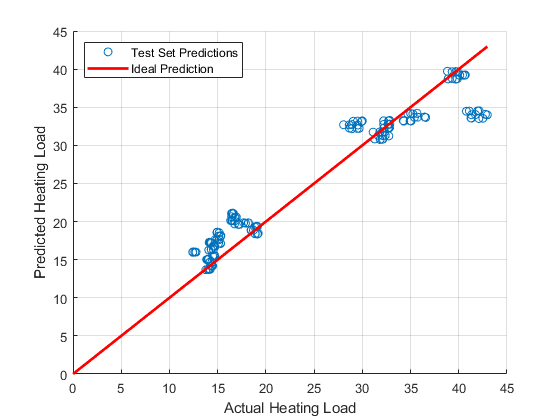 Test Set Predictions
Ideal Prediction
Predicted Heating Load
45
40
35
30
25
20
15
10
5
0
0 5 10 15 20 25 30 35 40 45
Actual Heating Load